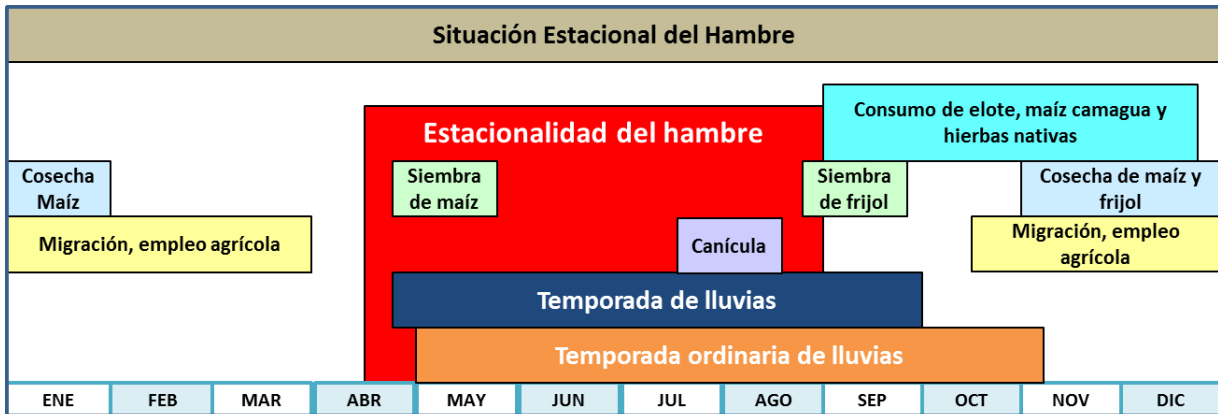 Situación Estacional del Hambre
Consumo de elote, maíz camagua y
hierbas nativas
Estacionalidad del hambre
Cosecha
Maíz
Siembra
de maíz
Siembra
de frijol
Cosecha de maíz y
frijol
Migración, empleo agrícola
Canícula
Migración, empleo
agrícola
Temporada de lluvias
Temporada ordinaria de lluvias
ENE FEB MAR ABR MAY JUN JUL AGO SEP OCT NOV DIC